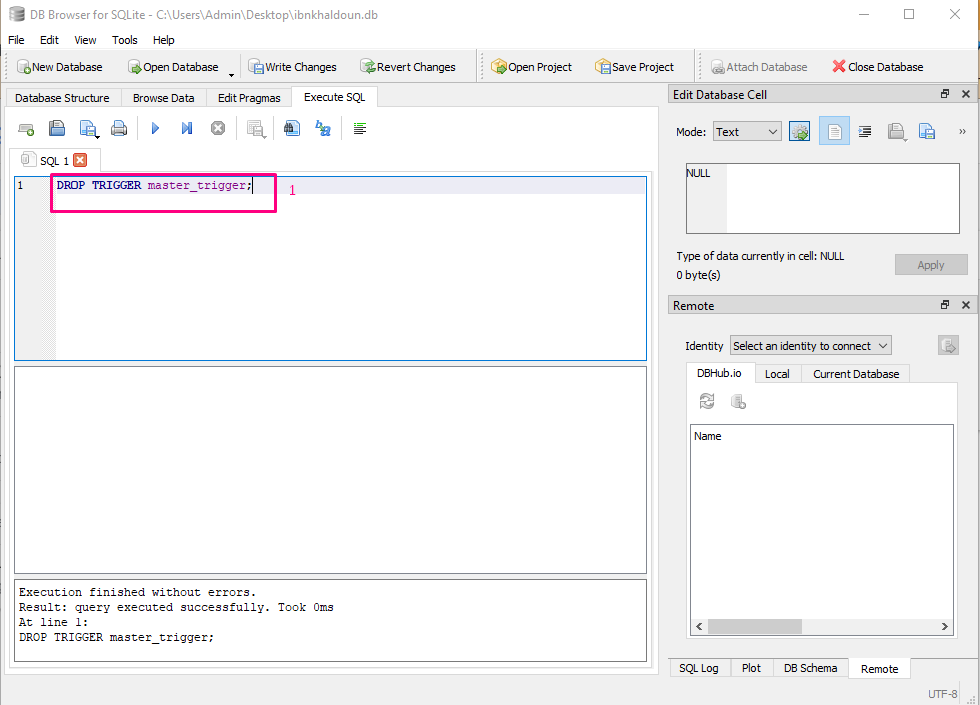 DB Browser for SQLite - C:\Users\Admin\Desktop\ibnkhaldoun.db
File Edit View Tools Help
New Database Open Database Write Changes Revert Changes Open Project Save Project Attach Database Close Database
Database Structure Browse Data Edit Pragmas Execute SQL
SQL 1
1 DROP TRIGGER master_trigger;
1
Execution finished without errors.
Result: query executed successfully. Took 0ms
At line 1:
DROP TRIGGER master_trigger;
Edit Database Cell
Mode: Text
NULL
Type of data currently in cell: NULL
0 byte(s)
Apply
Remote
Identity Select an identity to connect
DBHub.io Local Current Database
Name
SQL Log Plot DB Schema Remote
UTF-8